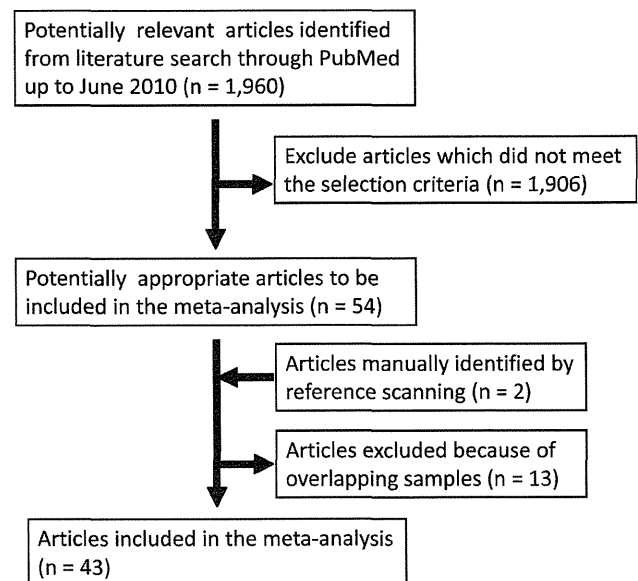 Potentially relevant articles identified
from literature search through PubMed
up to June 2010 (n = 1,960)
Exclude articles which did not meet
the selection criteria (n = 1,906)
Potentially appropriate articles to be
included in the meta-analysis (n = 54)
Articles manually identified by
reference scanning (n = 2)
Articles excluded because of
overlapping samples (n = 13)
Articles included in the meta-analysis
(n = 43)